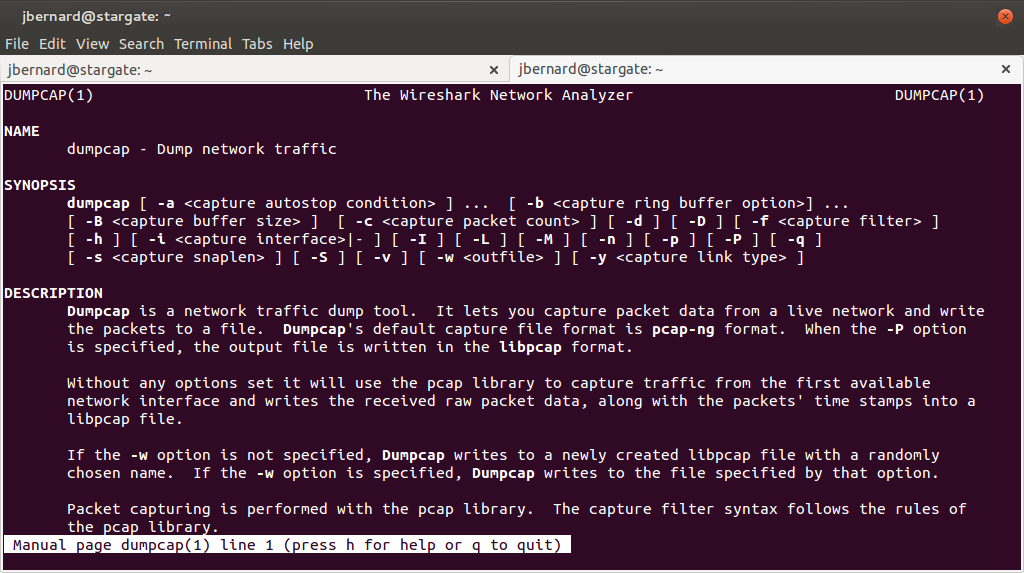 jbernard@stargate: ~
File Edit View Search Terminal Tabs Help
jbernard@stargate: ~ × jbernard@stargate: ~ ×
DUMPCAP(1) The Wireshark Network Analyzer DUMPCAP(1)
NAME
dumpcap - Dump network traffic
SYNOPSIS
dumpcap [ -a <capture autostop condition> ] ... [ -b <capture ring buffer option>] ...
[ -B <capture buffer size> ] [ -c <capture packet count> ] [ -d ] [ -D ] [ -f <capture filter> ]
[ -h ] [ -i <capture interface>|- ] [ -I ] [ -L ] [ -M ] [ -n ] [ -p ] [ -P ] [ -q ]
[ -s <capture snaplen> ] [ -S ] [ -v ] [ -w <outfile> ] [ -y <capture link type> ]
DESCRIPTION
Dumpcap is a network traffic dump tool. It lets you capture packet data from a live network and write
the packets to a file. Dumpcap's default capture file format is pcap-ng format. When the -P option
is specified, the output file is written in the libpcap format.
Without any options set it will use the pcap library to capture traffic from the first available
network interface and writes the received raw packet data, along with the packets' time stamps into a
libpcap file.
If the -w option is not specified, Dumpcap writes to a newly created libpcap file with a randomly
chosen name. If the -w option is specified, Dumpcap writes to the file specified by that option.
Packet capturing is performed with the pcap library. The capture filter syntax follows the rules of
the pcap library.
Manual page dumpcap(1) line 1 (press h for help or q to quit)